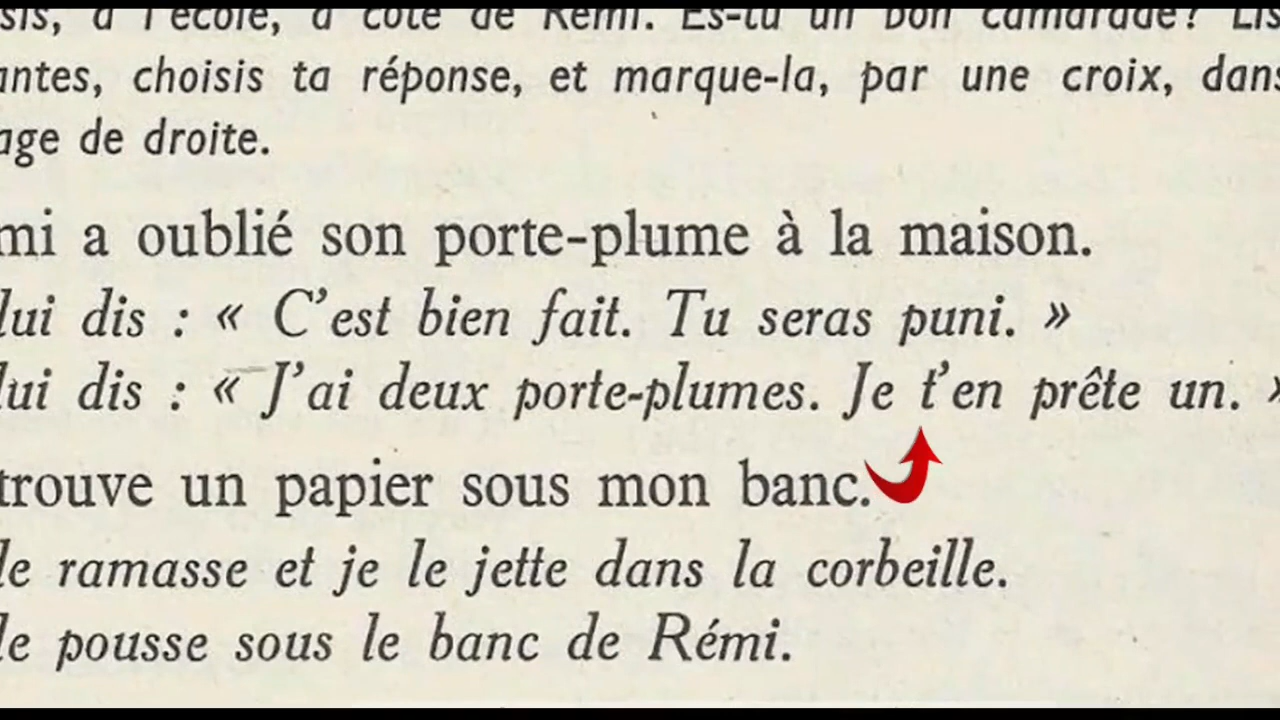 sis, à l'école, à côté de Rémi. Es-tu un bon camarade? Lis
antes, choisis ta réponse, et marque-la, par une croix, dans
age de droite.
mi a oublié son porte-plume à la maison.
lui dis : « C'est bien fait. Tu seras puni. »
lui dis : « J'ai deux porte-plumes. Je t'en prête un. »
trouve un papier sous mon banc.
le ramasse et je le jette dans la corbeille.
le pousse sous le banc de Rémi.